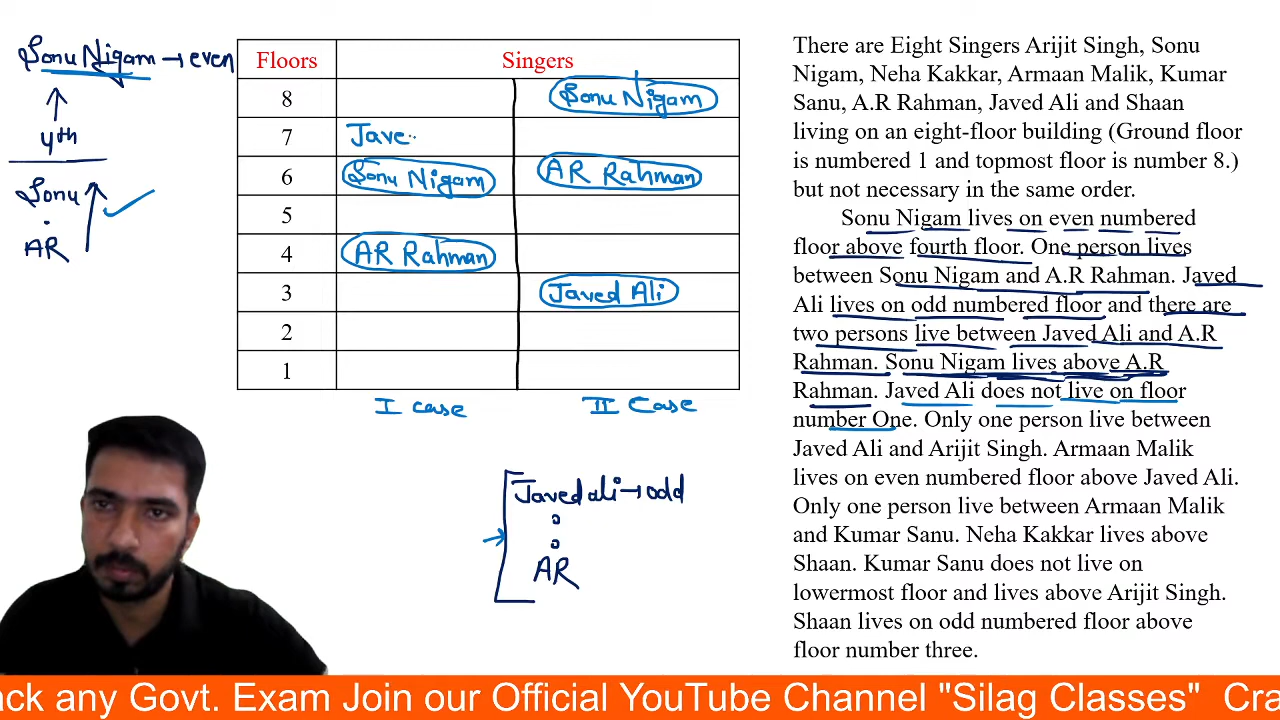 Sonu Nigam → even
4th
Sonu
AR
Floors Singers
8 Sonu Nigam
7 Jave
6 Sonu Nigam AR Rahman
5
4 AR Rahman
3 Javed Ali
2
1
I case II Case
Javed ali → odd
AR
There are Eight Singers Arijit Singh, Sonu
Nigam, Neha Kakkar, Armaan Malik, Kumar
Sanu, A.R Rahman, Javed Ali and Shaan
living on an eight-floor building (Ground floor
is numbered 1 and topmost floor is number 8.)
but not necessary in the same order.
Sonu Nigam lives on even numbered
floor above fourth floor. One person lives
between Sonu Nigam and A.R Rahman. Javed
Ali lives on odd numbered floor and there are
two persons live between Javed Ali and A.R
Rahman. Sonu Nigam lives above A.R
Rahman. Javed Ali does not live on floor
number One. Only one person live between
Javed Ali and Arijit Singh. Armaan Malik
lives on even numbered floor above Javed Ali.
Only one person live between Armaan Malik
and Kumar Sanu. Neha Kakkar lives above
Shaan. Kumar Sanu does not live on
lowermost floor and lives above Arijit Singh.
Shaan lives on odd numbered floor above
floor number three.
ack any Govt. Exam Join our Official YouTube Channel "Silag Classes" Cra